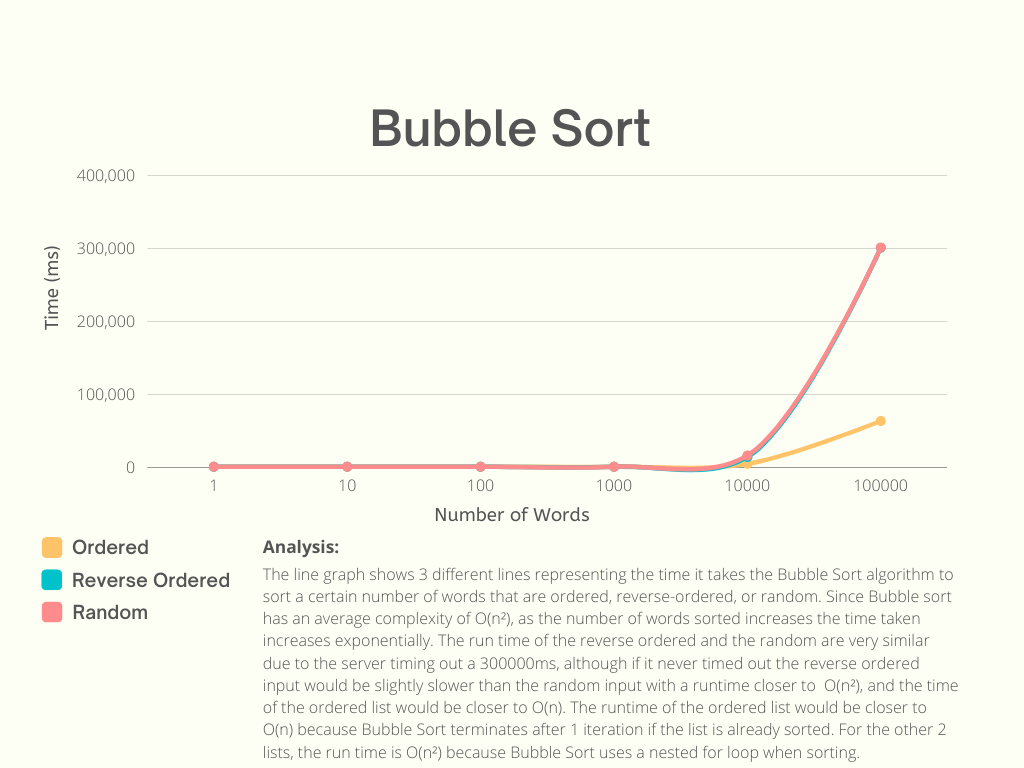 Bubble Sort
400,000
300,000
200,000
100,000
0
Time (ms)
1 10 100 1000 10000 100000
Number of Words
Ordered
Reverse Ordered
Random
Analysis:
The line graph shows 3 different lines representing the time it takes the Bubble Sort algorithm to
sort a certain number of words that are ordered, reverse-ordered, or random. Since Bubble sort
has an average complexity of O(n²), as the number of words sorted increases the time taken
increases exponentially. The run time of the reverse ordered and the random are very similar
due to the server timing out a 300000ms, although if it never timed out the reverse ordered
input would be slightly slower than the random input with a runtime closer to  O(n²), and the time
of the ordered list would be closer to O(n). The runtime of the ordered list would be closer to
O(n) because Bubble Sort terminates after 1 iteration if the list is already sorted. For the other 2
lists, the run time is O(n²) because Bubble Sort uses a nested for loop when sorting.